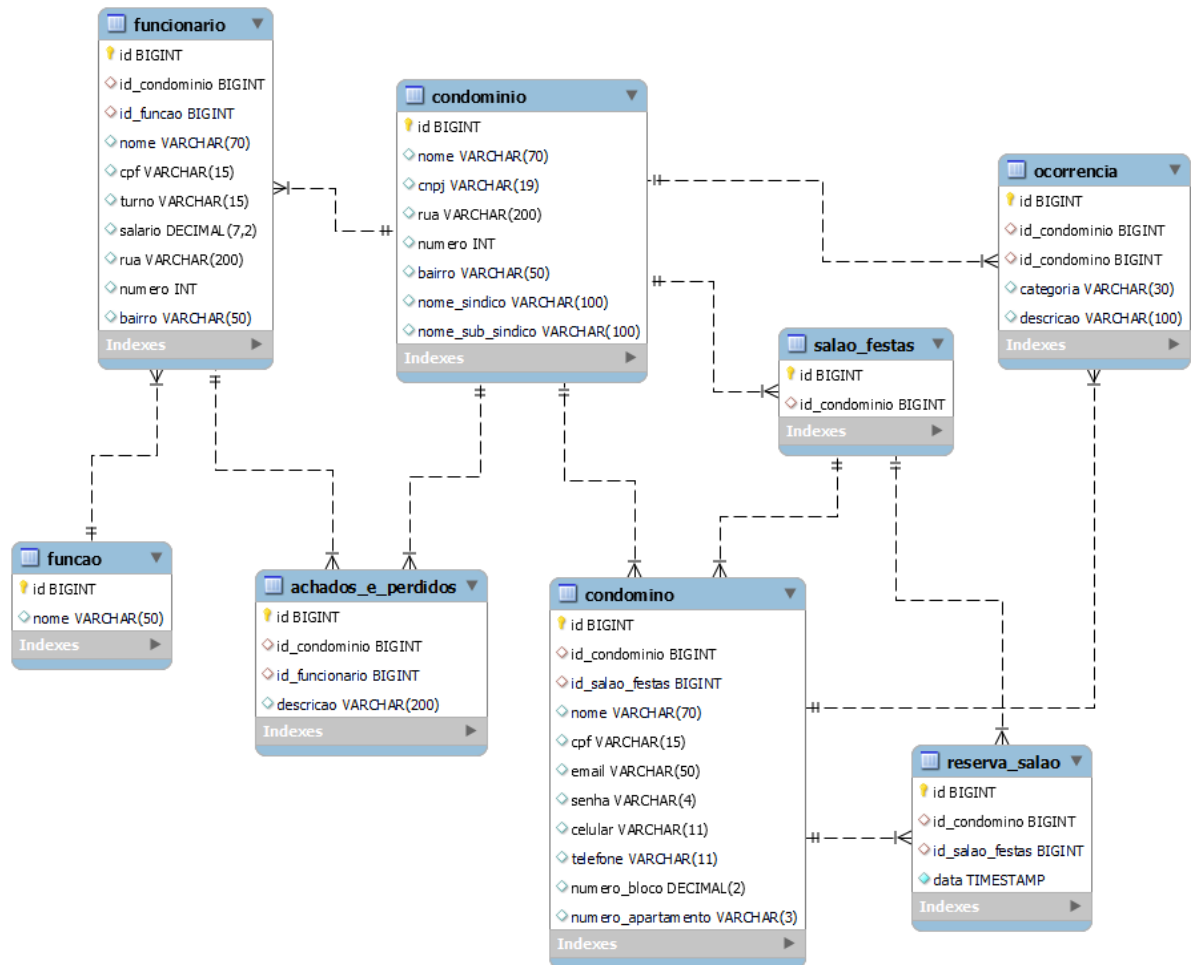 funcionario
id BIGINT
id_condominio BIGINT
id_funcao BIGINT
nome VARCHAR(70)
cpf VARCHAR(15)
turno VARCHAR(15)
salario DECIMAL(7,2)
rua VARCHAR(200)
numero INT
bairro VARCHAR(50)
Indexes
condominio
id BIGINT
nome VARCHAR(70)
cnpj VARCHAR(19)
rua VARCHAR(200)
numero INT
bairro VARCHAR(50)
nome_sindico VARCHAR(100)
nome_sub_sindico VARCHAR(100)
Indexes
ocorrencia
id BIGINT
id_condominio BIGINT
id_condomino BIGINT
categoria VARCHAR(30)
descricao VARCHAR(100)
Indexes
salao_festas
id BIGINT
id_condominio BIGINT
Indexes
funcao
id BIGINT
nome VARCHAR(50)
Indexes
achados_e_perdidos
id BIGINT
id_condominio BIGINT
id_funcionario BIGINT
descricao VARCHAR(200)
Indexes
condomino
id BIGINT
id_condominio BIGINT
id_salao_festas BIGINT
nome VARCHAR(70)
cpf VARCHAR(15)
email VARCHAR(50)
senha VARCHAR(4)
celular VARCHAR(11)
telefone VARCHAR(11)
numero_bloco DECIMAL(2)
numero_apartamento VARCHAR(3)
Indexes
reserva_salao
id BIGINT
id_condomino BIGINT
id_salao_festas BIGINT
data TIMESTAMP
Indexes